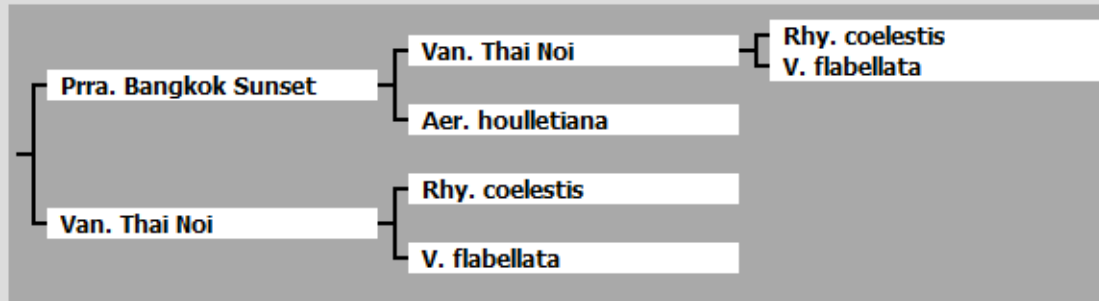 Rhy. coelestis
Van. Thai Noi
V. flabellata
Prra. Bangkok Sunset
Aer. houlletiana
Rhy. coelestis
Van. Thai Noi
V. flabellata